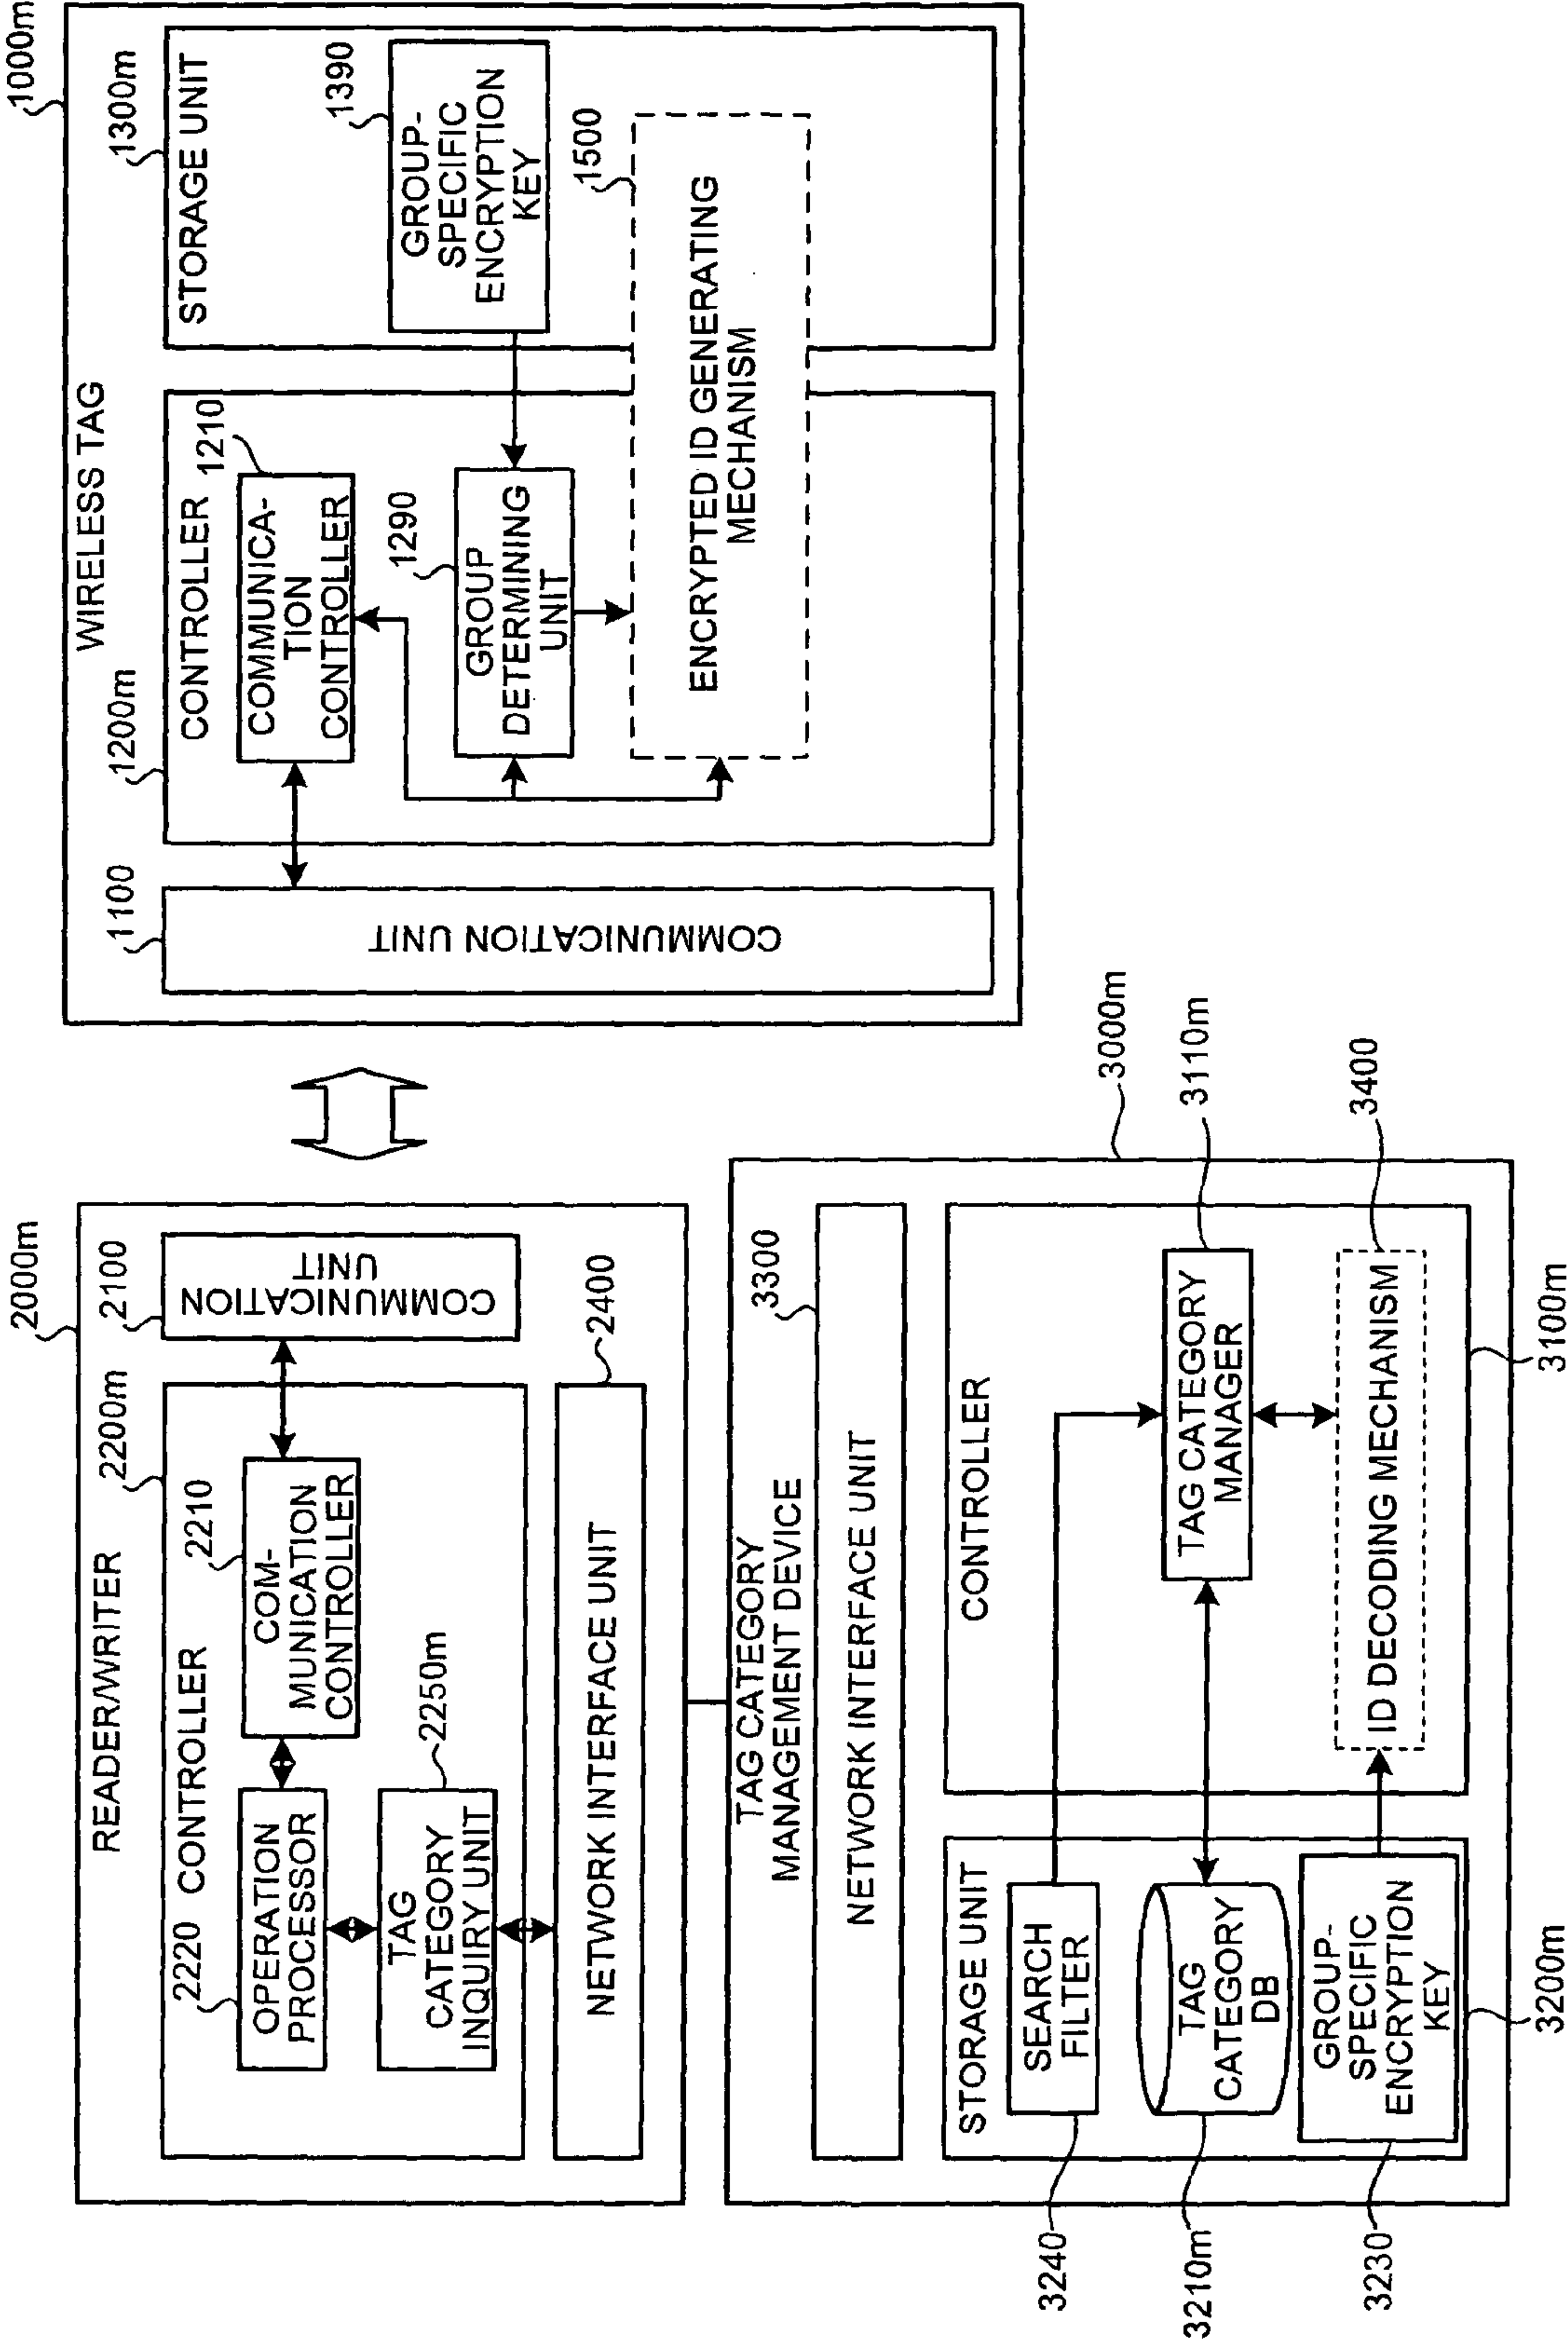 2000m
READER/WRITER
2200m
2100
CONTROLLER
2210
2220
OPERATION
PROCESSOR
COM-
MUNICATION
CONTROLLER
COMMUNICATION
UNIT
TAG
CATEGORY
INQUIRY UNIT
2250m
2400
NETWORK INTERFACE UNIT
1000m
WIRELESS TAG
1100
1200m
1300m
COMMUNICATION UNIT
CONTROLLER
1210
COMMUNICA-
TION
CONTROLLER
1290
GROUP
DETERMINING
UNIT
STORAGE UNIT
1390
GROUP-
SPECIFIC
ENCRYPTION
KEY
1500
ENCRYPTED ID GENERATING
MECHANISM
TAG CATEGORY
MANAGEMENT DEVICE
3300
3000m
NETWORK INTERFACE UNIT
STORAGE UNIT
3240
SEARCH
FILTER
3210m
TAG
CATEGORY
DB
3230
GROUP-
SPECIFIC
ENCRYPTION
KEY
3200m
CONTROLLER
3110m
TAG CATEGORY
MANAGER
3400
ID DECODING MECHANISM
3100m